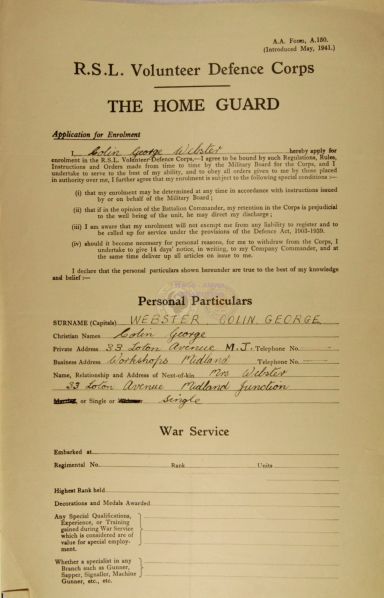 A.A. Form, A.150.
(Introduced May, 1941.)
R.S.L. Volunteer Defence Corps
THE HOME GUARD
Application for Enrolment
I, Colin George Webster hereby apply for
enrolment in the R.S.L. Volunteer Defence Corps,—I agree to be bound by such Regulations, Rules,
Instructions and Orders made from time to time by the Military Board for the Corps, and I
undertake to serve to the best of my ability, and to obey all orders given to me by those placed
in authority over me, I further agree that my enrolment is subject to the following special conditions :—
(i) that my enrolment may be determined at any time in accordance with instructions issued
by or on behalf of the Military Board ;
(ii) that if in the opinion of the Battalion Commander, my retention in the Corps is prejudicial
to the well being of the unit, he may direct my discharge ;
(iii) I am aware that my enrolment will not exempt me from any liability to register and to
be called up for service under the provisions of the Defence Act, 1903-1939.
(iv) should it become necessary for personal reasons, for me to withdraw from the Corps, I
undertake to give 14 days' notice, in writing, to my Company Commander, and at
the same time deliver up all articles on issue to me.
I declare that the personal particulars shown hereunder are true to the best of my knowledge
and belief :—
Personal Particulars
SURNAME (Capitals) WEBSTER COLIN GEORGE
Christian Names Colin George
Private Address 33 Loton Avenue M.J. Telephone No.
Business Address Workshops Midland Telephone No.
Name, Relationship and Address of Next-of-kin Mrs Webster
33 Loton Avenue Midland Junction
or Single or Single
War Service
Embarked at
Regimental No. Rank Units
Highest Rank held
Decorations and Medals Awarded
Any Special Qualifications,
Experience, or Training
gained during War Service
which is considered are of
value for special employ-
ment.
Whether a specialist in any
Branch such as Gunner,
Sapper, Signaller, Machine
Gunner, etc., etc.